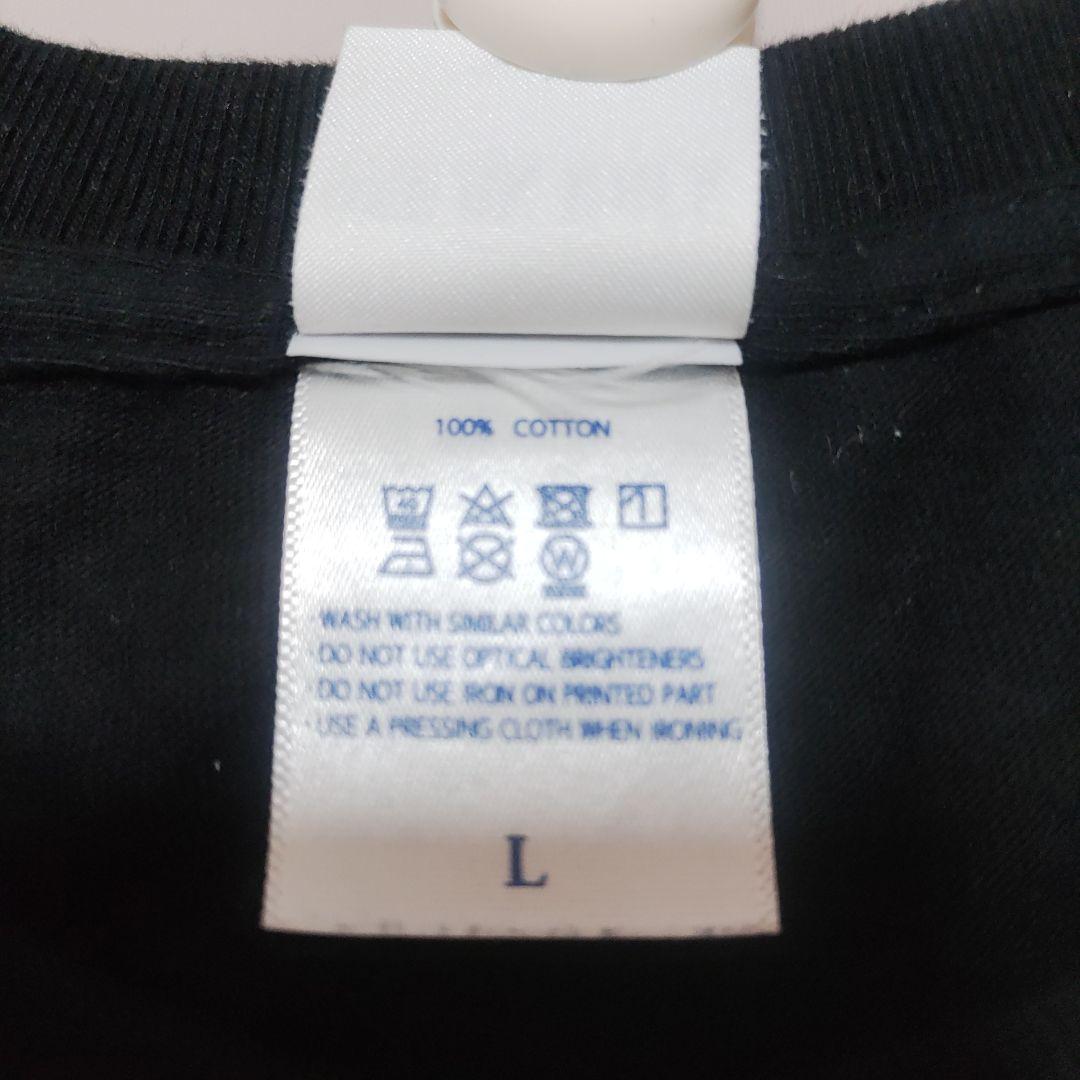 100% COTTON
40
W
WASH WITH SIMILAR COLORS
DO NOT USE OPTICAL BRIGHTENERS
DO NOT USE IRON ON PRINTED PART
USE A PRESSING CLOTH WHEN IRONING
L